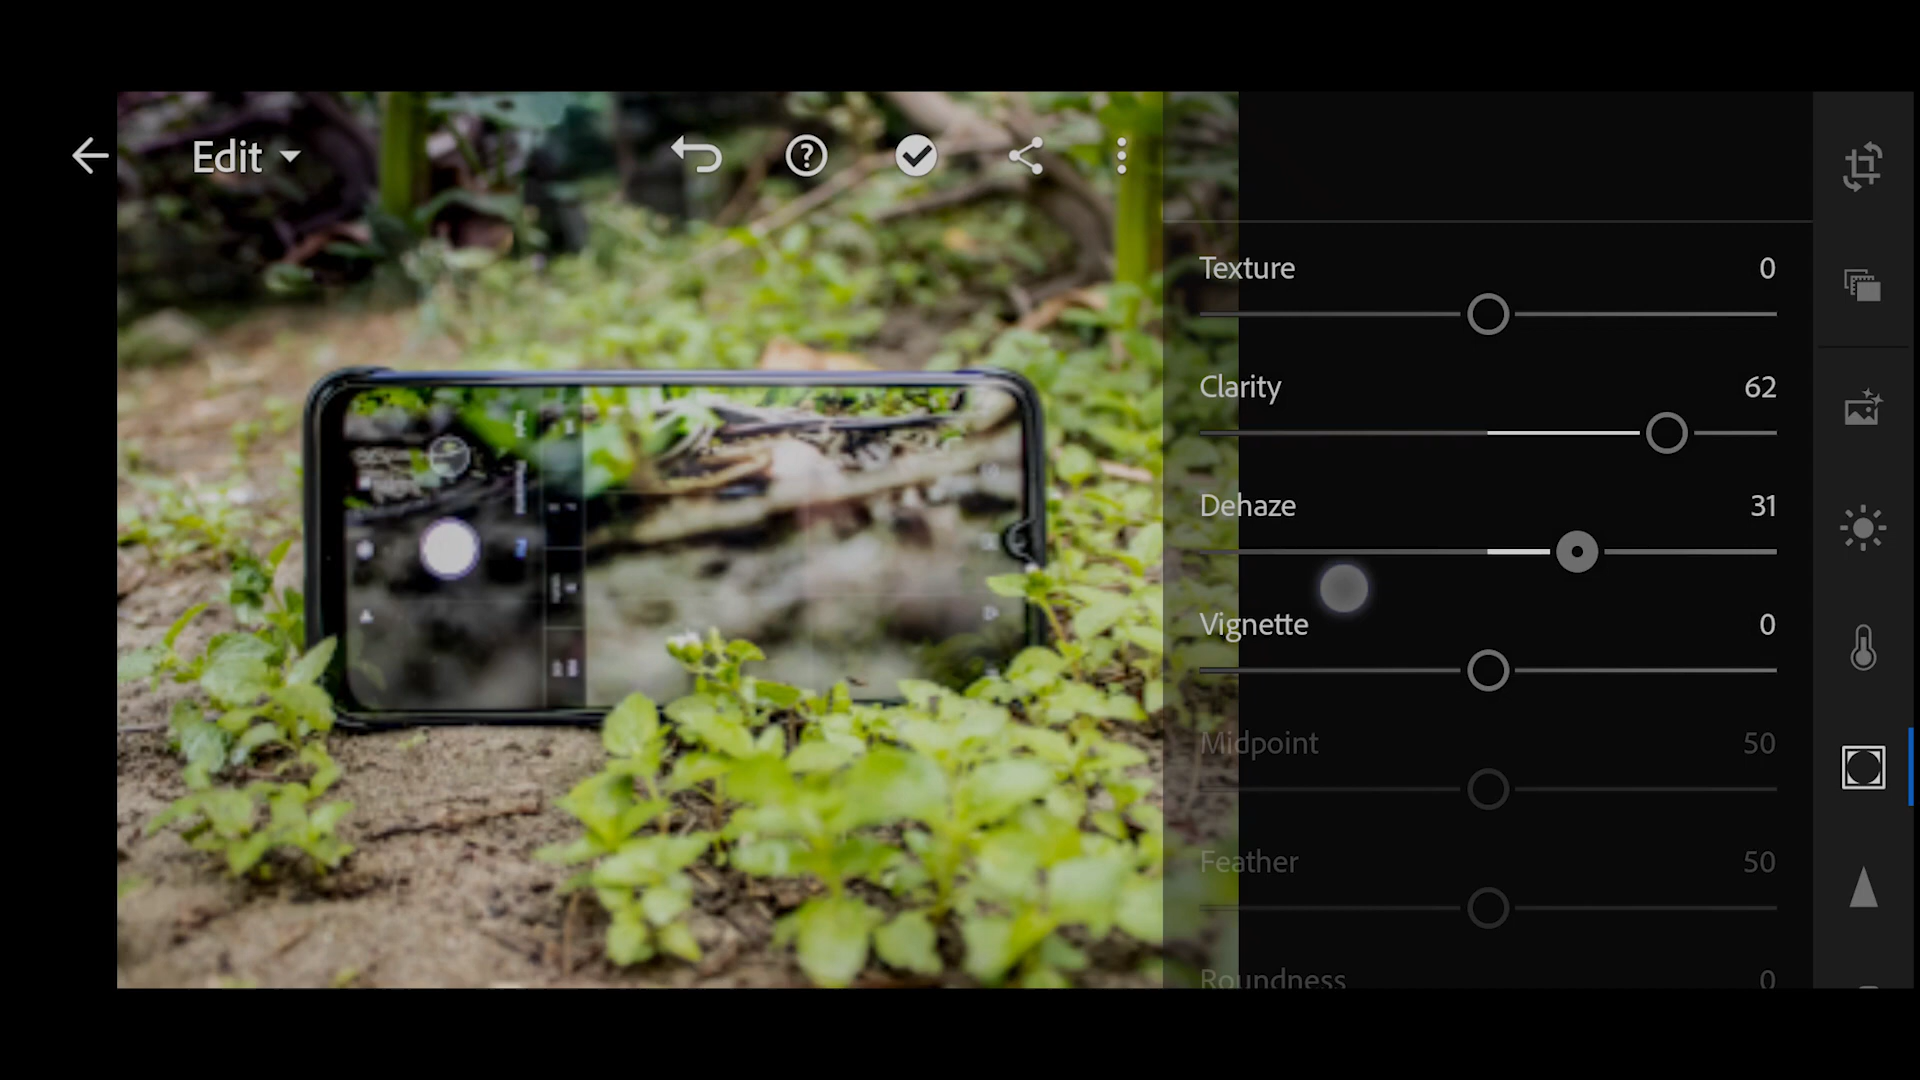 Edit
Texture 0
Clarity 62
Dehaze 31
Vignette 0
Midpoint 50
Feather 50
Roundness 0